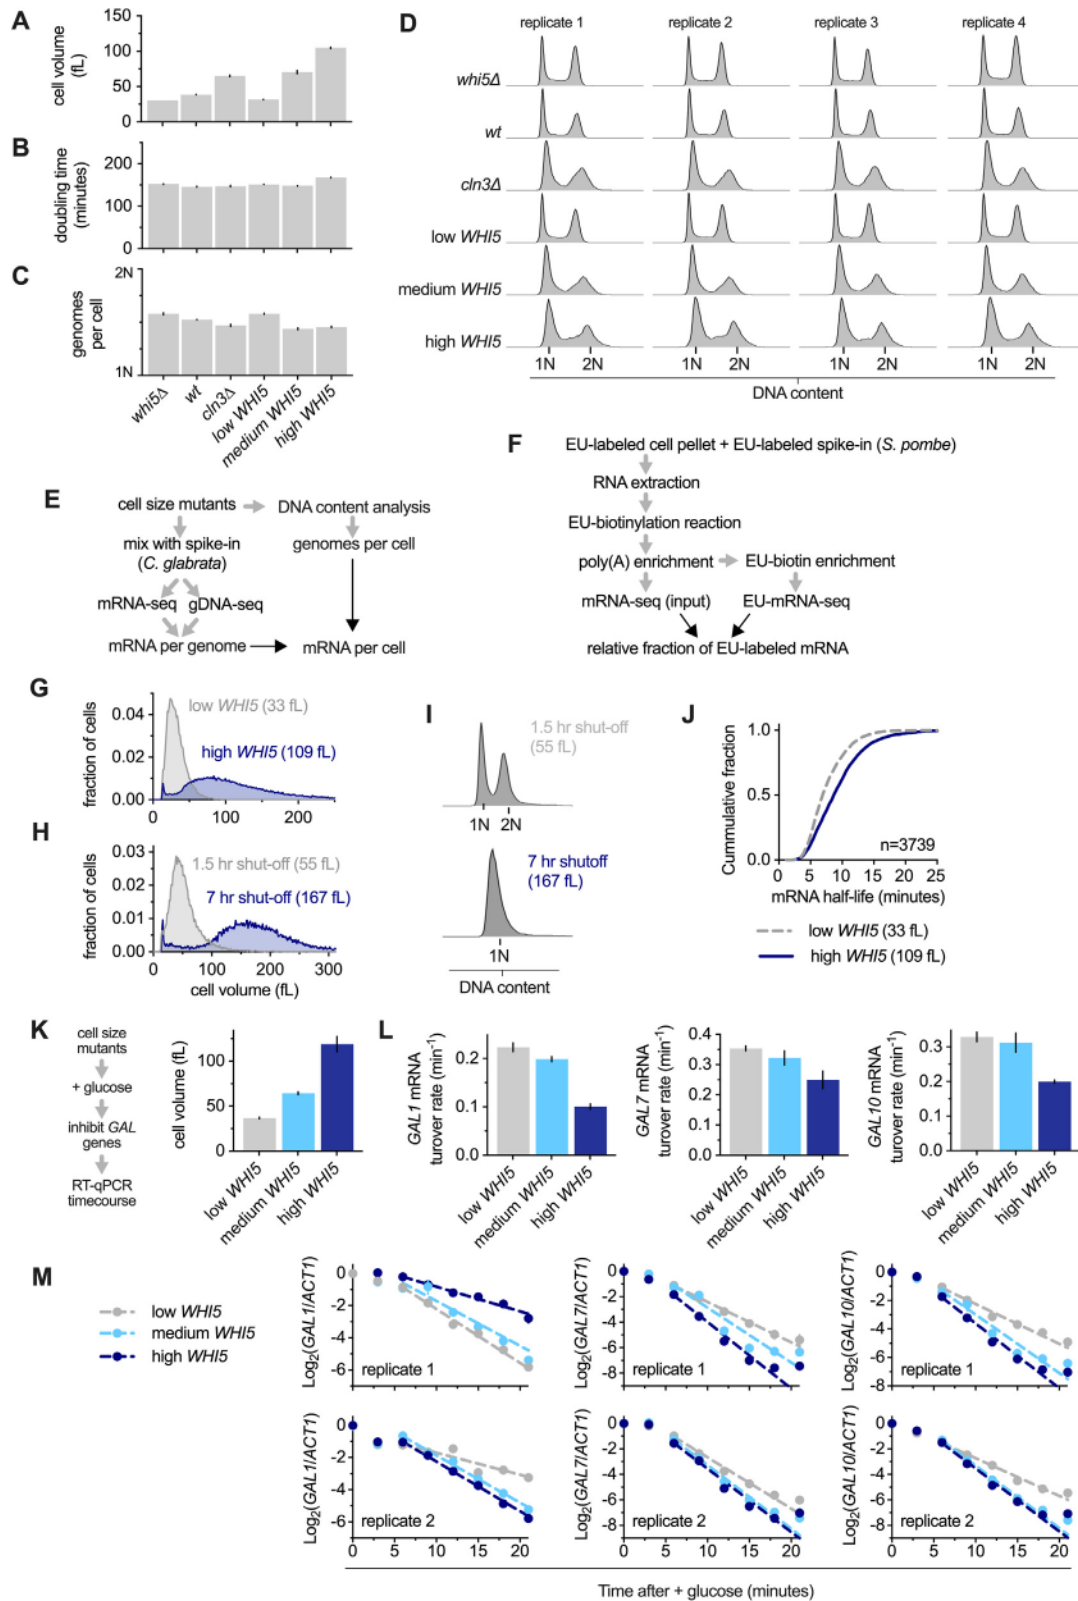 A
cell volume
(fL)
150
100
50
0
B
doubling time
(minutes)
200
100
0
C
genomes
per cell
2N
1N
whi5Δ
wt
cln3Δ
low WHI5
medium WHI5
high WHI5
D
replicate 1
replicate 2
replicate 3
replicate 4
whi5Δ
wt
cln3Δ
low WHI5
medium WHI5
high WHI5
1N 2N
1N 2N
1N 2N
1N 2N
DNA content
E
cell size mutants
DNA content analysis
mix with spike-in
(C. glabrata)
genomes per cell
mRNA-seq gDNA-seq
mRNA per genome
mRNA per cell
F
EU-labeled cell pellet + EU-labeled spike-in (S. pombe)
RNA extraction
EU-biotinylation reaction
poly(A) enrichment
EU-biotin enrichment
mRNA-seq (input)
EU-mRNA-seq
relative fraction of EU-labeled mRNA
G
fraction of cells
0.04
0.02
0.00
low WHI5 (33 fL)
high WHI5 (109 fL)
0 50 100 200
H
fraction of cells
0.03
0.02
0.01
0.00
1.5 hr shut-off (55 fL)
7 hr shut-off (167 fL)
0 100 200 300
cell volume (fL)
I
1.5 hr shut-off
(55 fL)
1N 2N
7 hr shutoff
(167 fL)
1N
DNA content
J
Cummulative fraction
1.0
0.5
0.0
n=3739
0 5 10 15 20 25
mRNA half-life (minutes)
low WHI5 (33 fL)
high WHI5 (109 fL)
K
cell size
mutants
+ glucose
inhibit GAL
genes
RT-qPCR
timecourse
cell volume (fL)
100
50
0
low WHI5
medium WHI5
high WHI5
L
GAL1 mRNA
turover rate (min-1)
0.2
0.1
0.0
low WHI5
medium WHI5
high WHI5
GAL7 mRNA
turover rate (min-1)
0.4
0.3
0.2
0.1
0.0
low WHI5
medium WHI5
high WHI5
GAL10 mRNA
turover rate (min-1)
0.3
0.2
0.1
0.0
low WHI5
medium WHI5
high WHI5
M
low WHI5
medium WHI5
high WHI5
Log2(GAL1/ACT1)
0
-2
-4
-6
replicate 1
Log2(GAL7/ACT1)
0
-2
-4
-6
-8
replicate 1
Log2(GAL10/ACT1)
0
-2
-4
-6
-8
replicate 1
Log2(GAL1/ACT1)
0
-2
-4
-6
replicate 2
0 5 10 15 20
Log2(GAL7/ACT1)
0
-2
-4
-6
-8
replicate 2
0 5 10 15 20
Log2(GAL10/ACT1)
0
-2
-4
-6
-8
replicate 2
0 5 10 15 20
Time after + glucose (minutes)